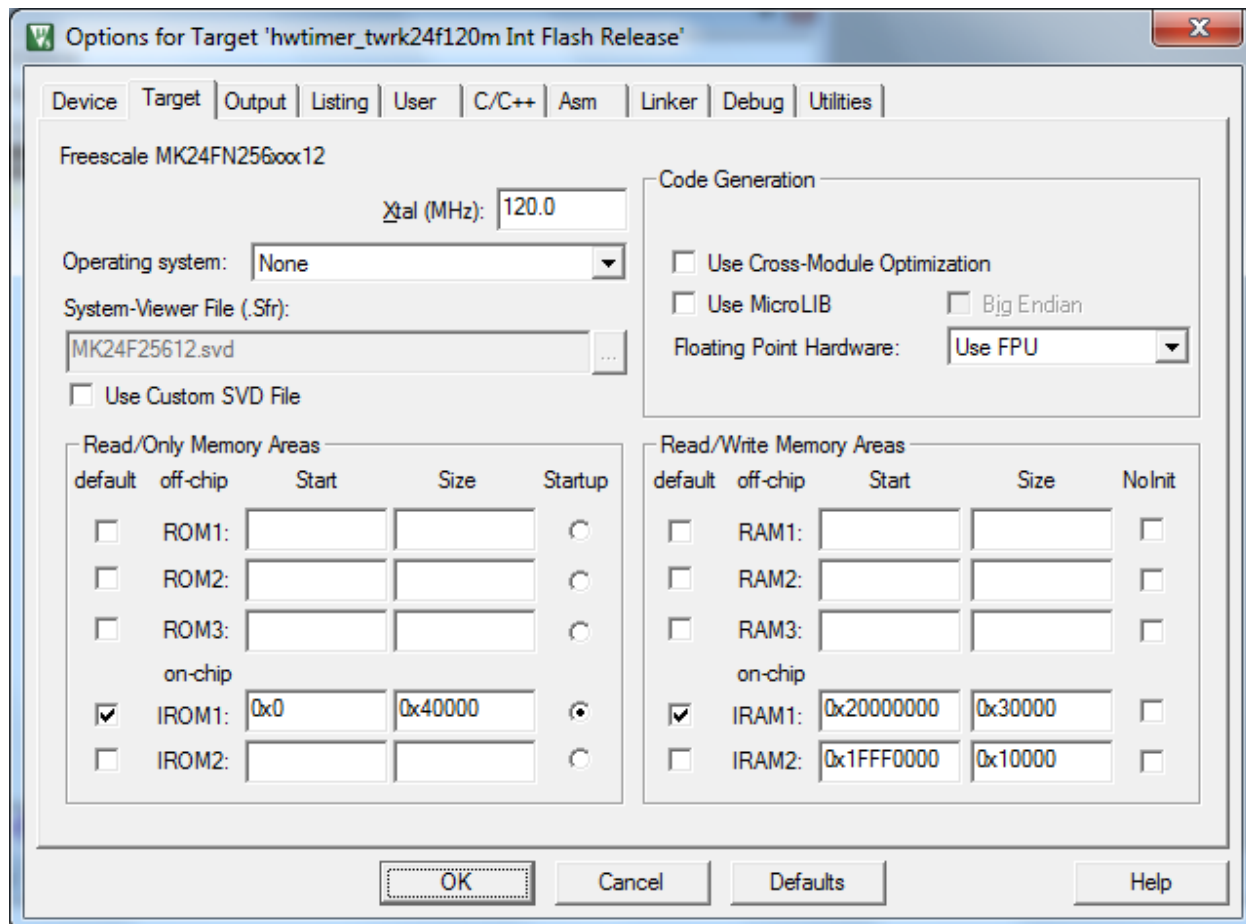 Options for Target 'hwtimer_twrk24f120m Int Flash Release'
Device Target Output Listing User C/C++ Asm Linker Debug Utilities
Freescale MK24FN256xxx12
Xtal (MHz): 120.0
Operating system: None
System-Viewer File (.Sfr):
MK24F25612.svd ...
Use Custom SVD File
Code Generation
Use Cross-Module Optimization
Use MicroLIB Big Endian
Floating Point Hardware: Use FPU
Read/Only Memory Areas
default off-chip Start Size Startup
ROM1:
ROM2:
ROM3:
on-chip
IROM1: 0x0 0x40000
IROM2:
Read/Write Memory Areas
default off-chip Start Size NoInit
RAM1:
RAM2:
RAM3:
on-chip
IRAM1: 0x20000000 0x30000
IRAM2: 0x1FFF0000 0x10000
OK Cancel Defaults Help